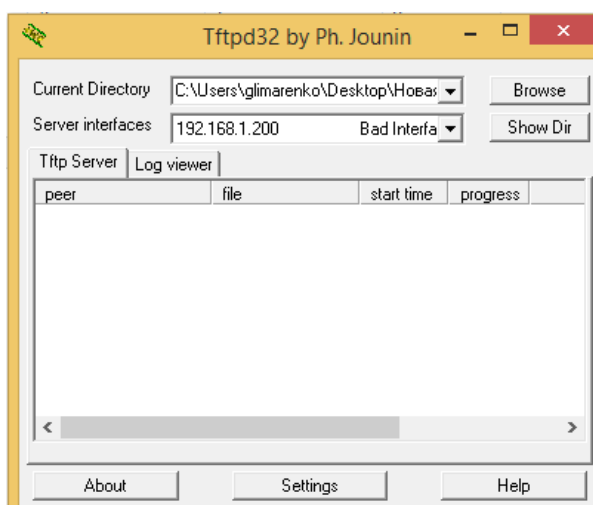 Tftpd32 by Ph. Jounin
Current Directory C:\Users\glimarenko\Desktop\Новая Browse
Server interfaces 192.168.1.200 Bad Interfa Show Dir
Tftp Server Log viewer
peer file start time progress
About Settings Help